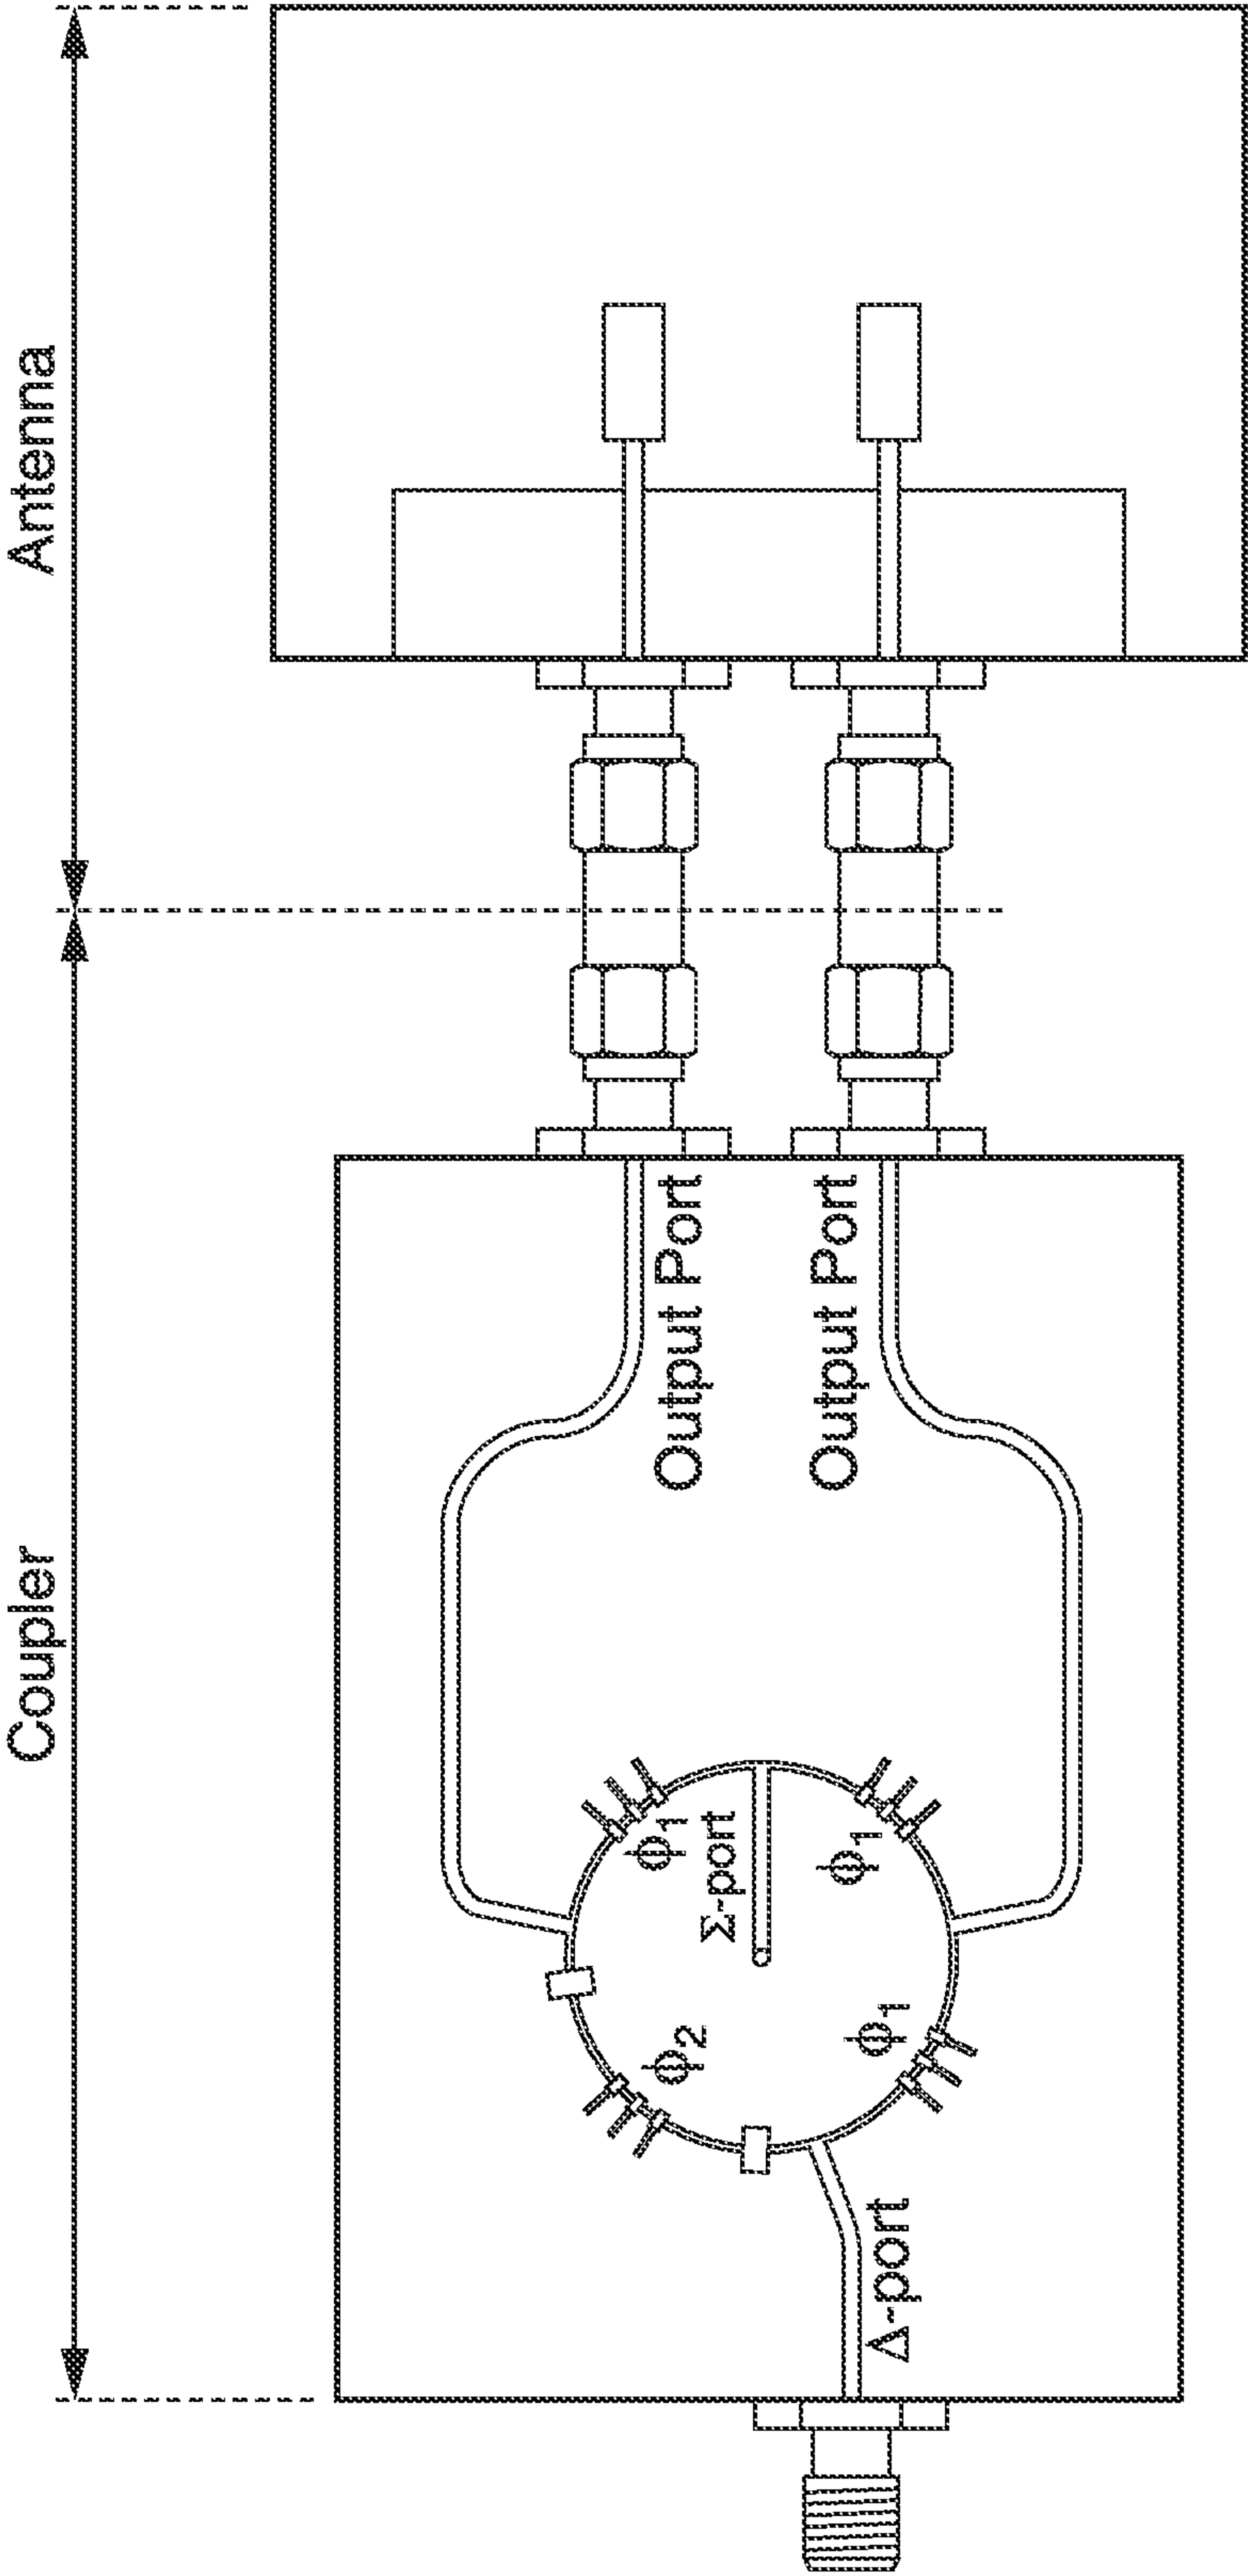 Coupler
Antenna
Φ2
Φ1
Σ-port
Output Port
Output Port
Φ1
Φ1
Δ-port